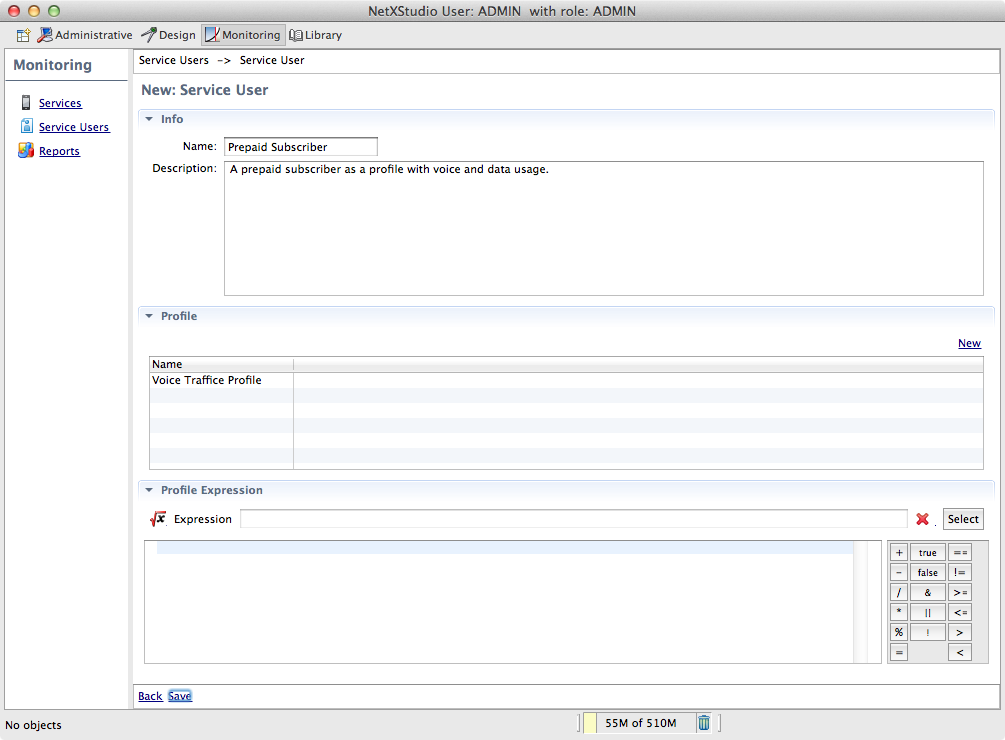 NetXStudio User: ADMIN with role: ADMIN
Administrative Design Monitoring Library
Monitoring
Services
Service Users
Reports
Service Users -> Service User
New: Service User
Info
Name: Prepaid Subscriber
Description: A prepaid subscriber as a profile with voice and data usage.
Profile
New
Name
Voice Traffice Profile
Profile Expression
√x Expression
Select
+ true ==
- false !=
/ & >=
* || <=
% ! >
= <
Back Save
No objects
55M of 510M